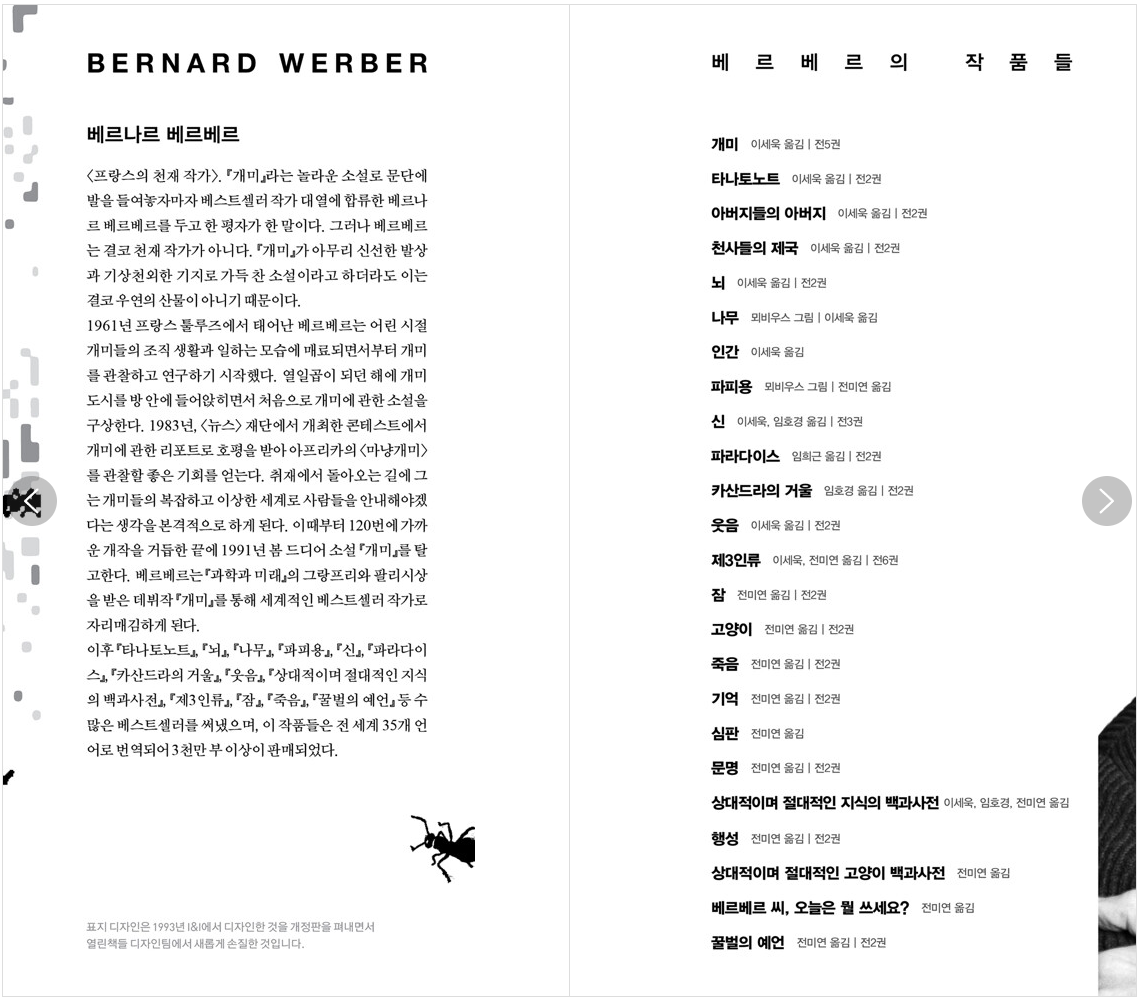 BERNARD WERBER
베르나르 베르베르
〈프랑스의 천재 작가〉. 『개미』라는 놀라운 소설로 문단에
발을 들여놓자마자 베스트셀러 작가 대열에 합류한 베르나
르 베르베르를 두고 한 평자가 한 말이다. 그러나 베르베르
는 결코 천재 작가가 아니다. 『개미』가 아무리 신선한 발상
과 기상천외한 기지로 가득 찬 소설이라고 하더라도 이는
결코 우연의 산물이 아니기 때문이다.
1961년 프랑스 툴루즈에서 태어난 베르베르는 어린 시절
개미들의 조직 생활과 일하는 모습에 매료되면서부터 개미
를 관찰하고 연구하기 시작했다. 열일곱이 되던 해에 개미
도시를 방 안에 들어앉히면서 처음으로 개미에 관한 소설을
구상한다. 1983년, 〈뉴스〉 재단에서 개최한 콘테스트에서
개미에 관한 리포트로 호평을 받아 아프리카의 〈마냥개미〉
를 관찰할 좋은 기회를 얻는다. 취재에서 돌아오는 길에 그
는 개미들의 복잡하고 이상한 세계로 사람들을 안내해야겠
다는 생각을 본격적으로 하게 된다. 이때부터 120번에 가까
운 개작을 거듭한 끝에 1991년 봄 드디어 소설 『개미』를 탈
고한다. 베르베르는 『과학과 미래』의 그랑프리와 팔리시상
을 받은 데뷔작 『개미』를 통해 세계적인 베스트셀러 작가로
자리매김하게 된다.
이후 『타나토노트』, 『뇌』, 『나무』, 『파피용』, 『신』, 『파라다이
스』, 『카산드라의 거울』, 『웃음』, 『상대적이며 절대적인 지식
의 백과사전』, 『제3인류』, 『잠』, 『죽음』, 『꿀벌의 예언』 등 수
많은 베스트셀러를 써냈으며, 이 작품들은 전 세계 35개 언
어로 번역되어 3천만 부 이상이 판매되었다.
표지 디자인은 1993년 I&I에서 디자인한 것을 개정판을 펴내면서
열린책들 디자인팀에서 새롭게 손질한 것입니다.
베르베르의 작품들
개미 이세욱 옮김 | 전5권
타나토노트 이세욱 옮김 | 전2권
아버지들의 아버지 이세욱 옮김 | 전2권
천사들의 제국 이세욱 옮김 | 전2권
뇌 이세욱 옮김 | 전2권
나무 뫼비우스 그림 | 이세욱 옮김
인간 이세욱 옮김
파피용 뫼비우스 그림 | 전미연 옮김
신 이세욱, 임호경 옮김 | 전3권
파라다이스 임희근 옮김 | 전2권
카산드라의 거울 임호경 옮김 | 전2권
웃음 이세욱 옮김 | 전2권
제3인류 이세욱, 전미연 옮김 | 전6권
잠 전미연 옮김 | 전2권
고양이 전미연 옮김 | 전2권
죽음 전미연 옮김 | 전2권
기억 전미연 옮김 | 전2권
심판 전미연 옮김
문명 전미연 옮김 | 전2권
상대적이며 절대적인 지식의 백과사전 이세욱, 임호경, 전미연 옮김
행성 전미연 옮김 | 전2권
상대적이며 절대적인 고양이 백과사전 전미연 옮김
베르베르 씨, 오늘은 뭘 쓰세요? 전미연 옮김
꿀벌의 예언 전미연 옮김 | 전2권